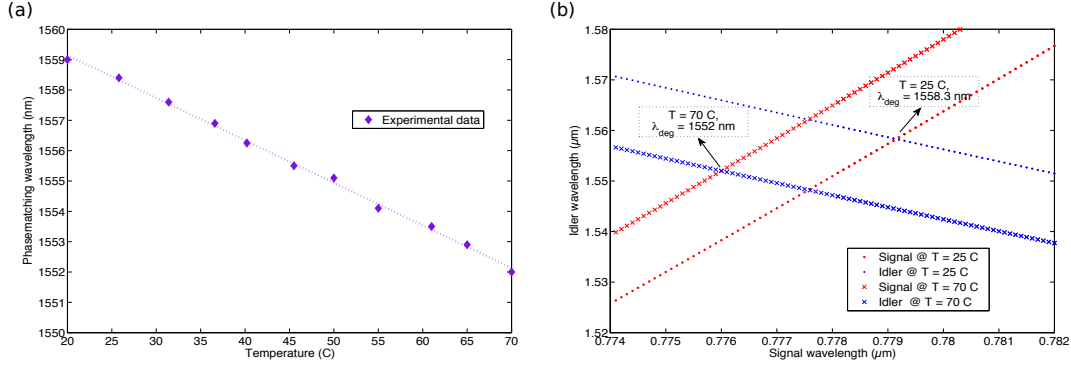 (a)
1560
1559
1558
1557
1556
1555
1554
1553
1552
1551
1550
Phasematching wavelength (nm)
Experimental data
20 25 30 35 40 45 50 55 60 65 70
Temperature (C)
(b)
1.58
1.57
1.56
1.55
1.54
1.53
1.52
Idler wavelength (µm)
T = 25 C,
λdeg = 1558.3 nm
T = 70 C,
λdeg = 1552 nm
Signal @ T = 25 C
Idler @ T = 25 C
Signal @ T = 70 C
Idler @ T = 70 C
0.774 0.775 0.776 0.777 0.778 0.779 0.78 0.781 0.782
Signal wavelength (µm)